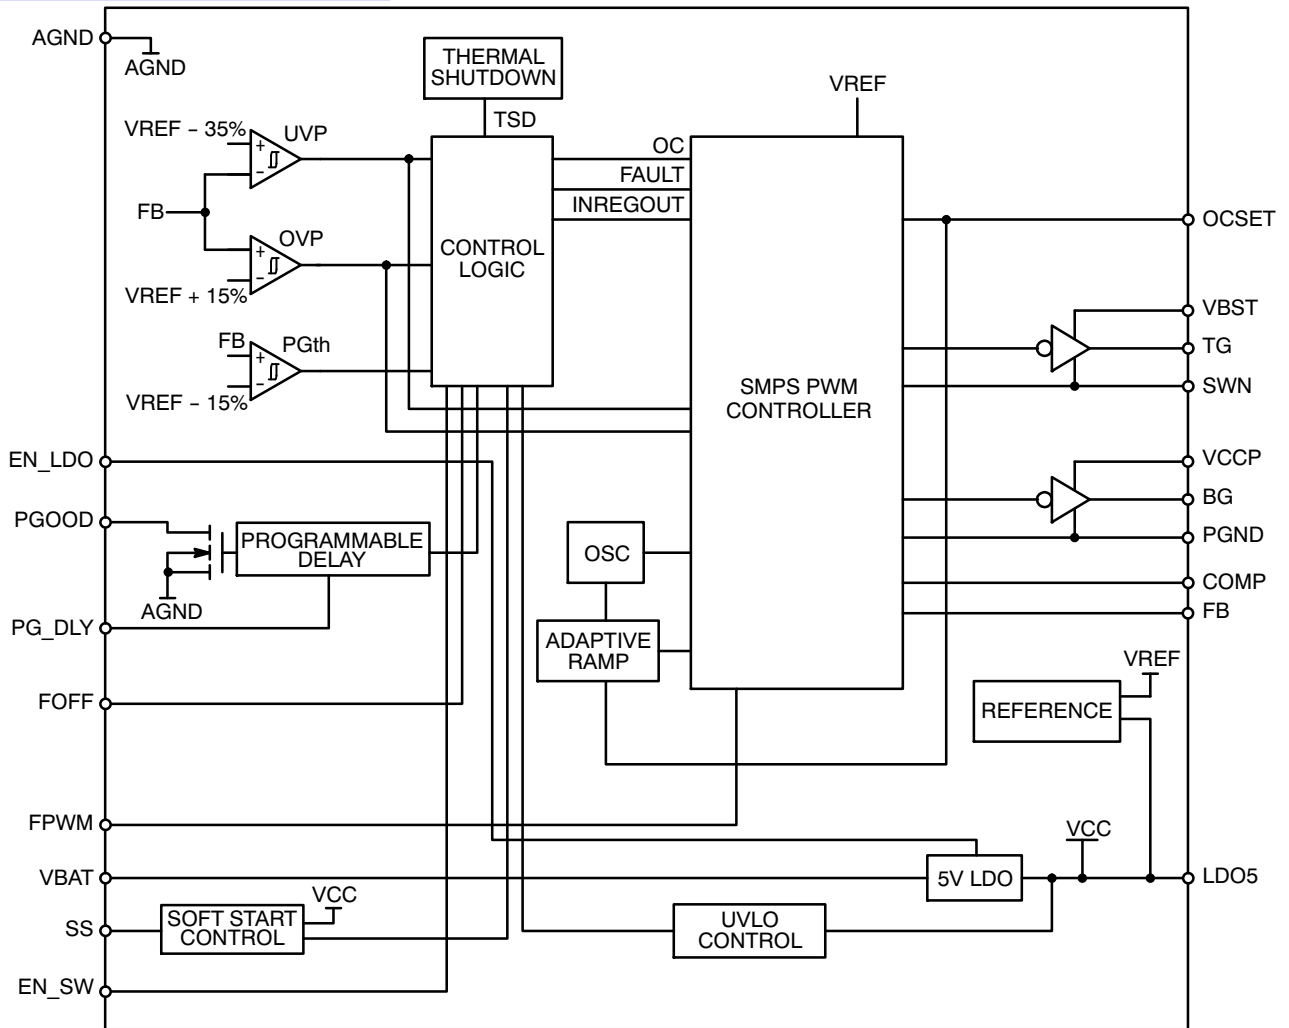 AGND
AGND
THERMAL
SHUTDOWN
TSD
VREF
VREF − 35%
+
−
UVP
FB
OVP
+
−
VREF + 15%
FB
PGth
+
−
VREF − 15%
CONTROL
LOGIC
OC
FAULT
INREGOUT
SMPS PWM
CONTROLLER
OCSET
VBST
TG
SWN
VCCP
BG
PGND
COMP
FB
EN_LDO
PGOOD
PROGRAMMABLE
DELAY
AGND
PG_DLY
OSC
ADAPTIVE
RAMP
VREF
REFERENCE
FOFF
FPWM
VCC
VBAT
5V LDO
LDO5
VCC
SS
SOFT START
CONTROL
UVLO
CONTROL
EN_SW